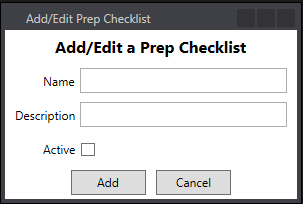 Add/Edit Prep Checklist
Add/Edit a Prep Checklist
Name
Description
Active
Add Cancel